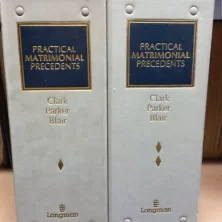 PRACTICAL
MATRIMONIAL
PRECEDENTS
Clark
Parker
Blair
Longman
PRACTICAL
MATRIMONIAL
PRECEDENTS
Clark
Parker
Blair
Longman